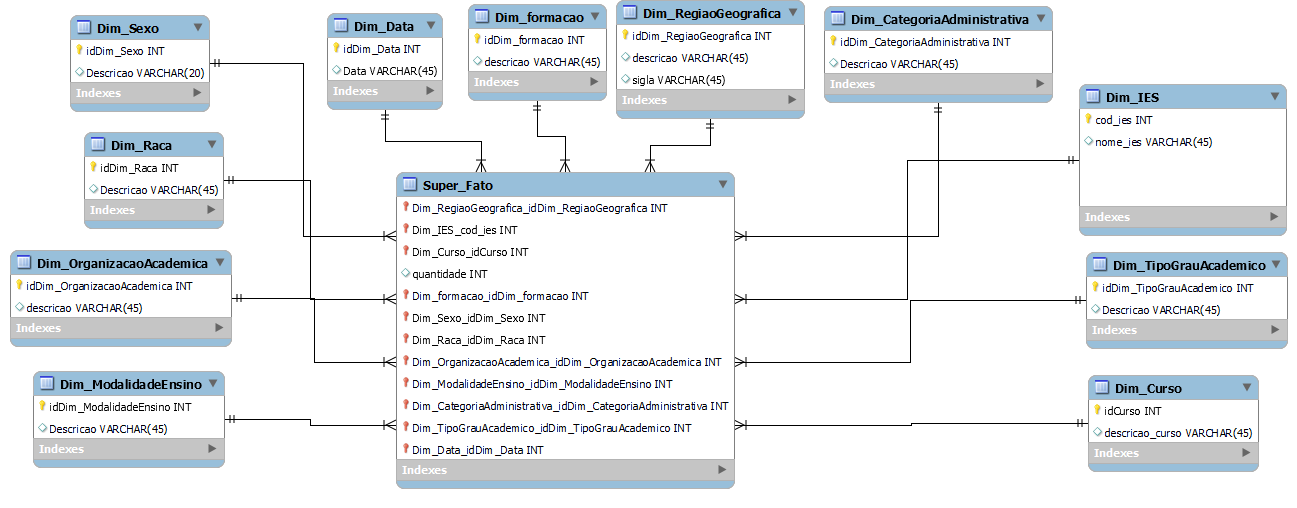 Dim_Sexo
idDim_Sexo INT
Descricao VARCHAR(20)
Indexes
Dim_Data
idDim_Data INT
Data VARCHAR(45)
Indexes
Dim_formacao
idDim_formacao INT
descricao VARCHAR(45)
Indexes
Dim_RegiaoGeografica
idDim_RegiaoGeografica INT
descricao VARCHAR(45)
sigla VARCHAR(45)
Indexes
Dim_CategoriaAdministrativa
idDim_CategoriaAdministrativa INT
Descricao VARCHAR(45)
Indexes
Dim_IES
cod_ies INT
nome_ies VARCHAR(45)
Indexes
Dim_Raca
idDim_Raca INT
Descricao VARCHAR(45)
Indexes
Super_Fato
Dim_RegiaoGeografica_idDim_RegiaoGeografica INT
Dim_IES_cod_ies INT
Dim_Curso_idCurso INT
quantidade INT
Dim_formacao_idDim_formacao INT
Dim_Sexo_idDim_Sexo INT
Dim_Raca_idDim_Raca INT
Dim_OrganizacaoAcademica_idDim_OrganizacaoAcademica INT
Dim_ModalidadeEnsino_idDim_ModalidadeEnsino INT
Dim_CategoriaAdministrativa_idDim_CategoriaAdministrativa INT
Dim_TipoGrauAcademico_idDim_TipoGrauAcademico INT
Dim_Data_idDim_Data INT
Indexes
Dim_OrganizacaoAcademica
idDim_OrganizacaoAcademica INT
descricao VARCHAR(45)
Indexes
Dim_TipoGrauAcademico
idDim_TipoGrauAcademico INT
Descricao VARCHAR(45)
Indexes
Dim_ModalidadeEnsino
idDim_ModalidadeEnsino INT
Descricao VARCHAR(45)
Indexes
Dim_Curso
idCurso INT
descricao_curso VARCHAR(45)
Indexes